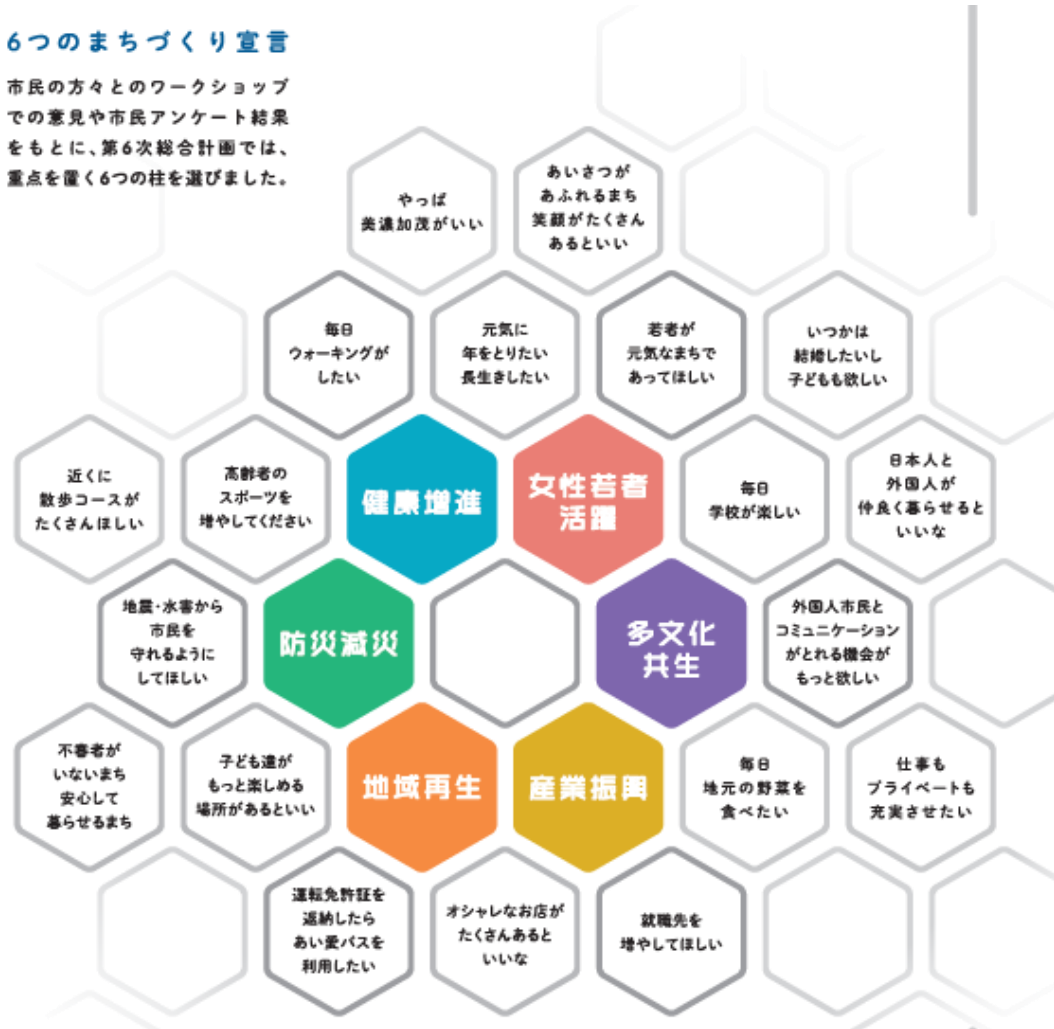 6つのまちづくり宣言
市民の方々とのワークショップ
での意見や市民アンケート結果
をもとに、第6次総合計画では、
重点を置く6つの柱を選びました。
やっぱ
美濃加茂がいい
あいさつが
あふれるまち
笑顔がたくさん
あるといい
毎日
ウォーキングが
したい
元気に
年をとりたい
長生きしたい
若者が
元気なまちで
あってほしい
いつかは
結婚したいし
子どもも欲しい
近くに
散歩コースが
たくさんほしい
高齢者の
スポーツを
増やしてください
健康増進
女性若者
活躍
毎日
学校が楽しい
日本人と
外国人が
仲良く暮らせると
いいな
地震・水害から
市民を
守れるように
してほしい
防災減災
多文化
共生
外国人市民と
コミュニケーション
がとれる機会が
もっと欲しい
不審者が
いないまち
安心して
暮らせるまち
子ども達が
もっと楽しめる
場所があるといい
地域再生
産業振興
毎日
地元の野菜を
食べたい
仕事も
プライベートも
充実させたい
運転免許証を
返納したら
あい愛バスを
利用したい
オシャレなお店が
たくさんあると
いいな
就職先を
増やしてほしい